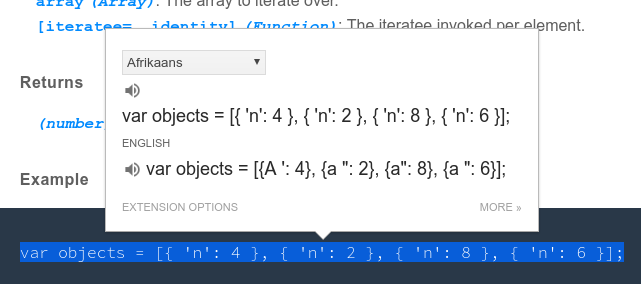 array (Array): The array to iterate over.
[iteratee=_.identity] (Function): The iteratee invoked per element.
Afrikaans
var objects = [{ 'n': 4 }, { 'n': 2 }, { 'n': 8 }, { 'n': 6 }];
Returns
ENGLISH
(number
var objects = [{A ': 4}, {a ": 2}, {a": 8}, {a ": 6}];
Example
EXTENSION OPTIONS MORE »
var objects = [{ 'n': 4 }, { 'n': 2 }, { 'n': 8 }, { 'n': 6 }];